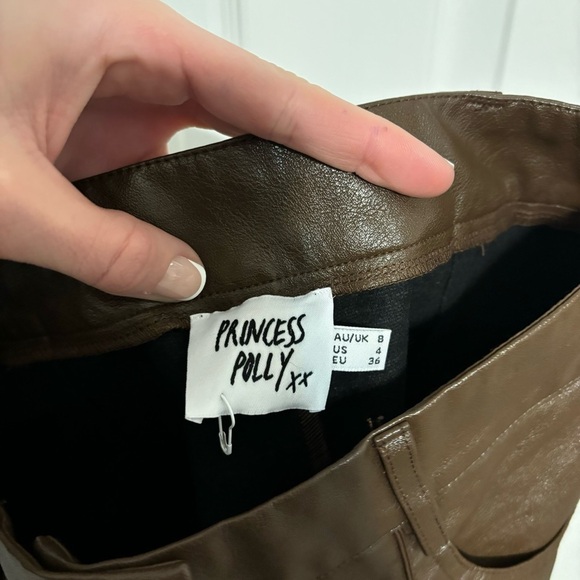 PRINCESS
POLLY xx
AU/UK 8
US 4
EU 36